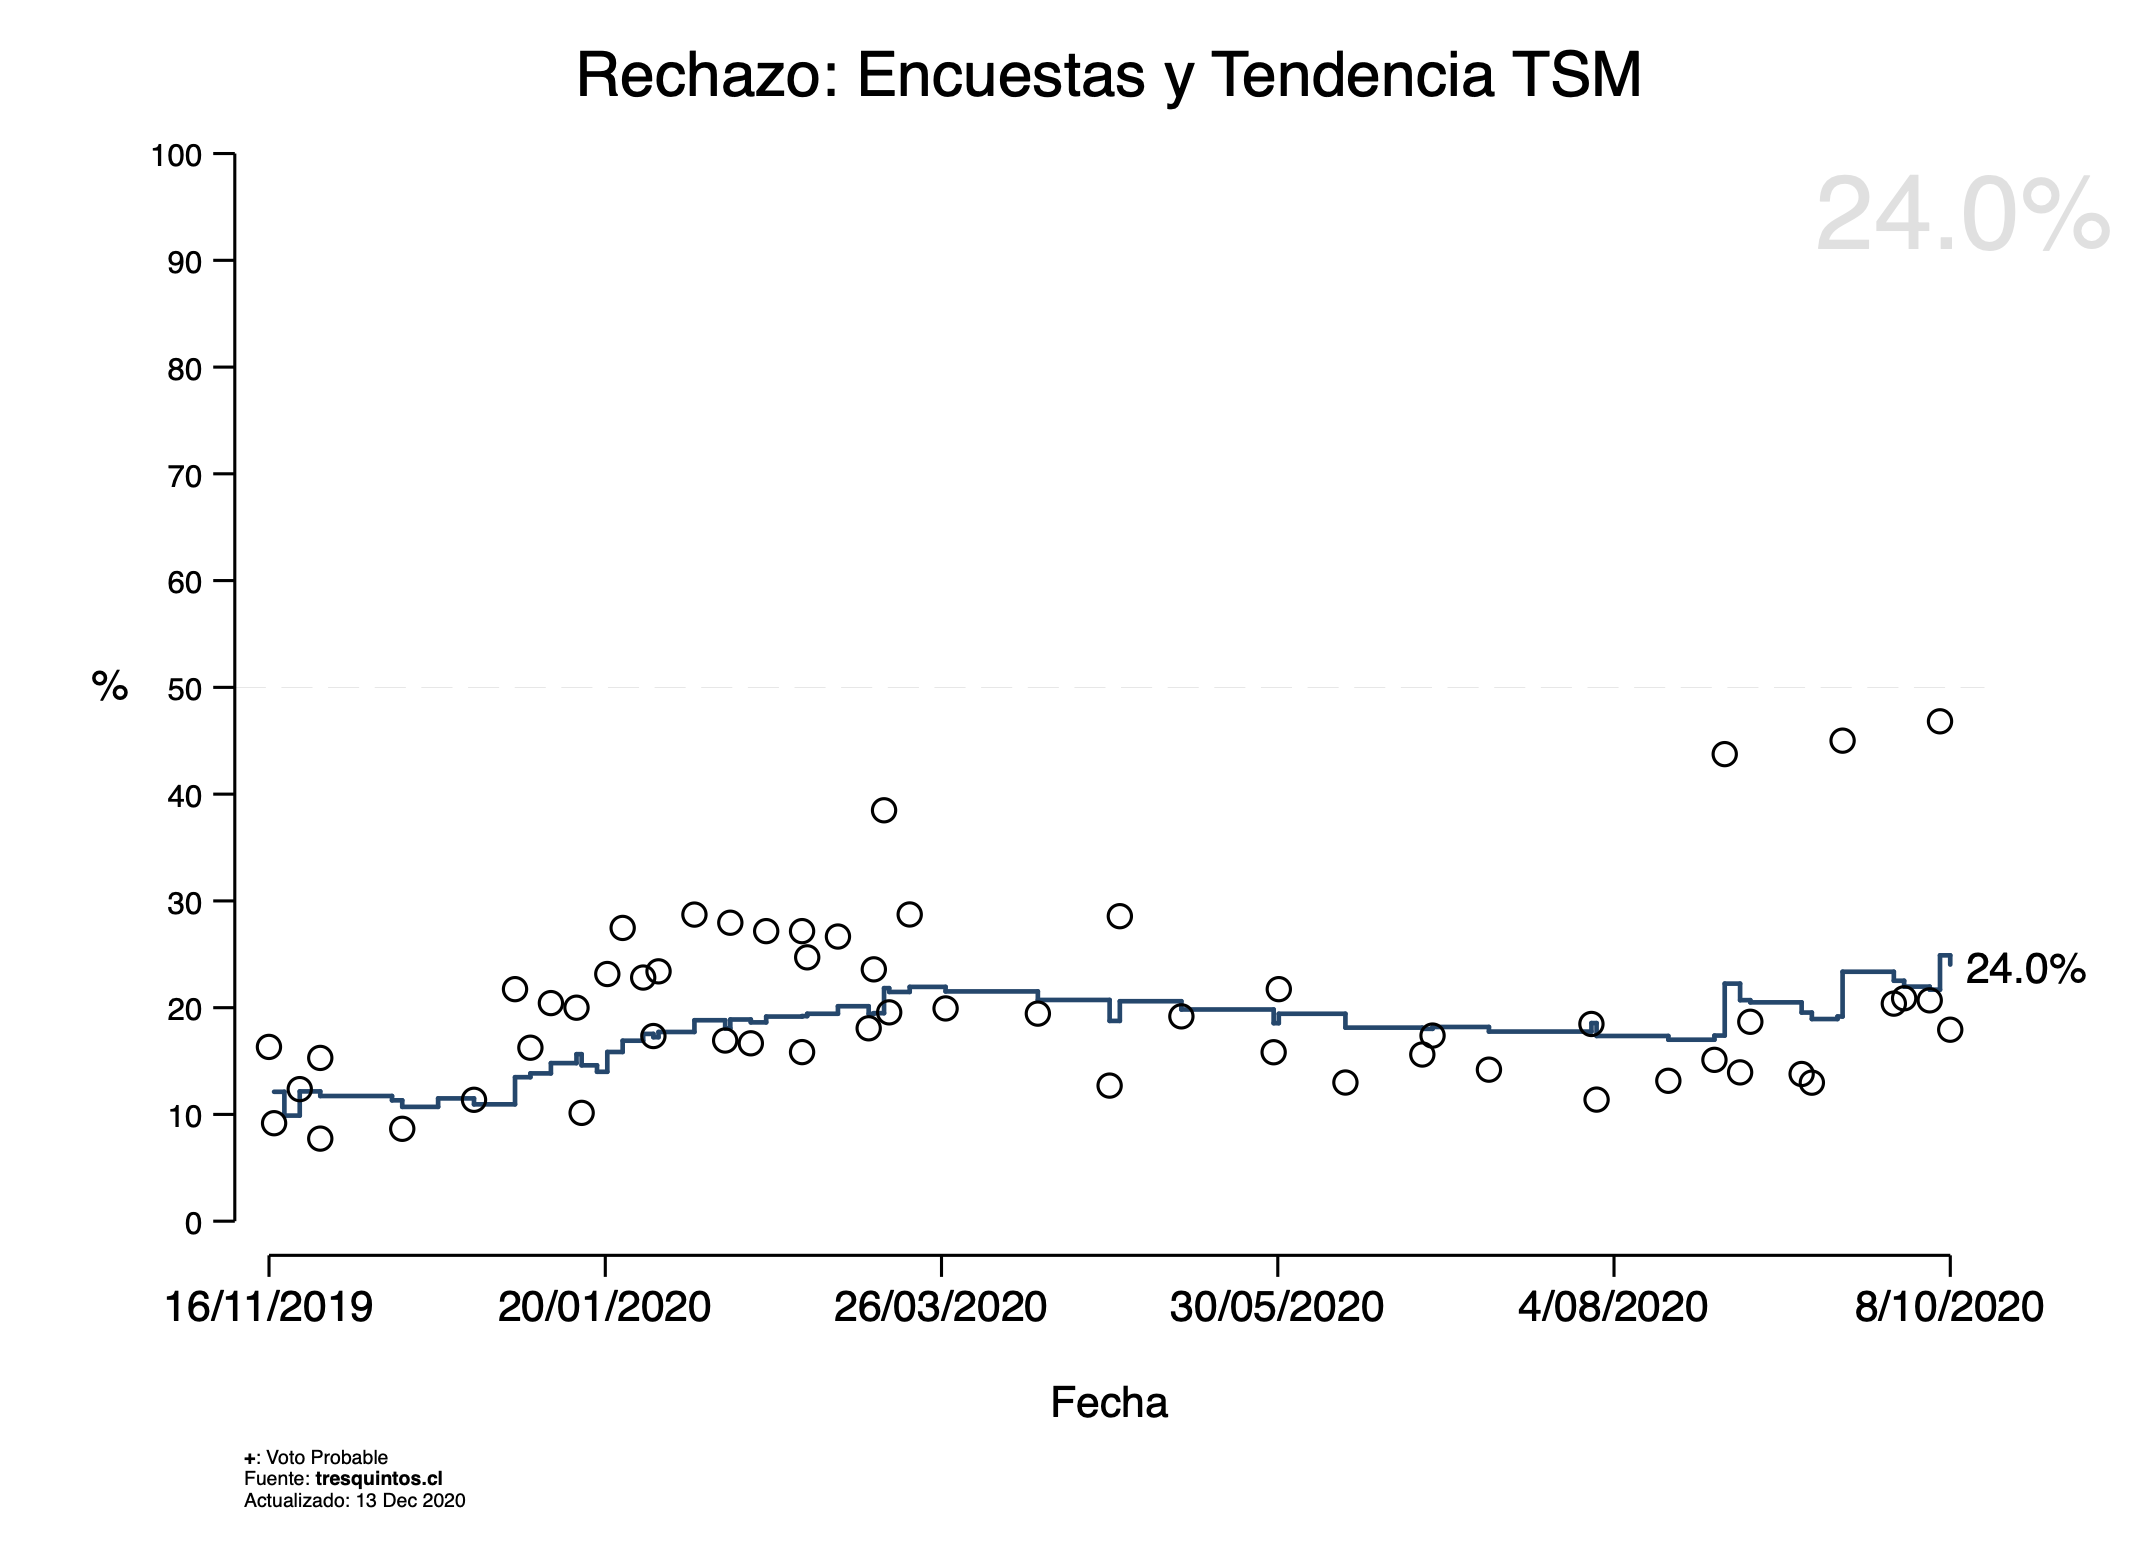 Rechazo: Encuestas y Tendencia TSM
100
24.0%
90
80
70
60
% 50
40
30
24.0%
20
10
0
16/11/2019 20/01/2020 26/03/2020 30/05/2020 4/08/2020 8/10/2020
Fecha
+: Voto Probable
Fuente: tresquintos.cl
Actualizado: 13 Dec 2020